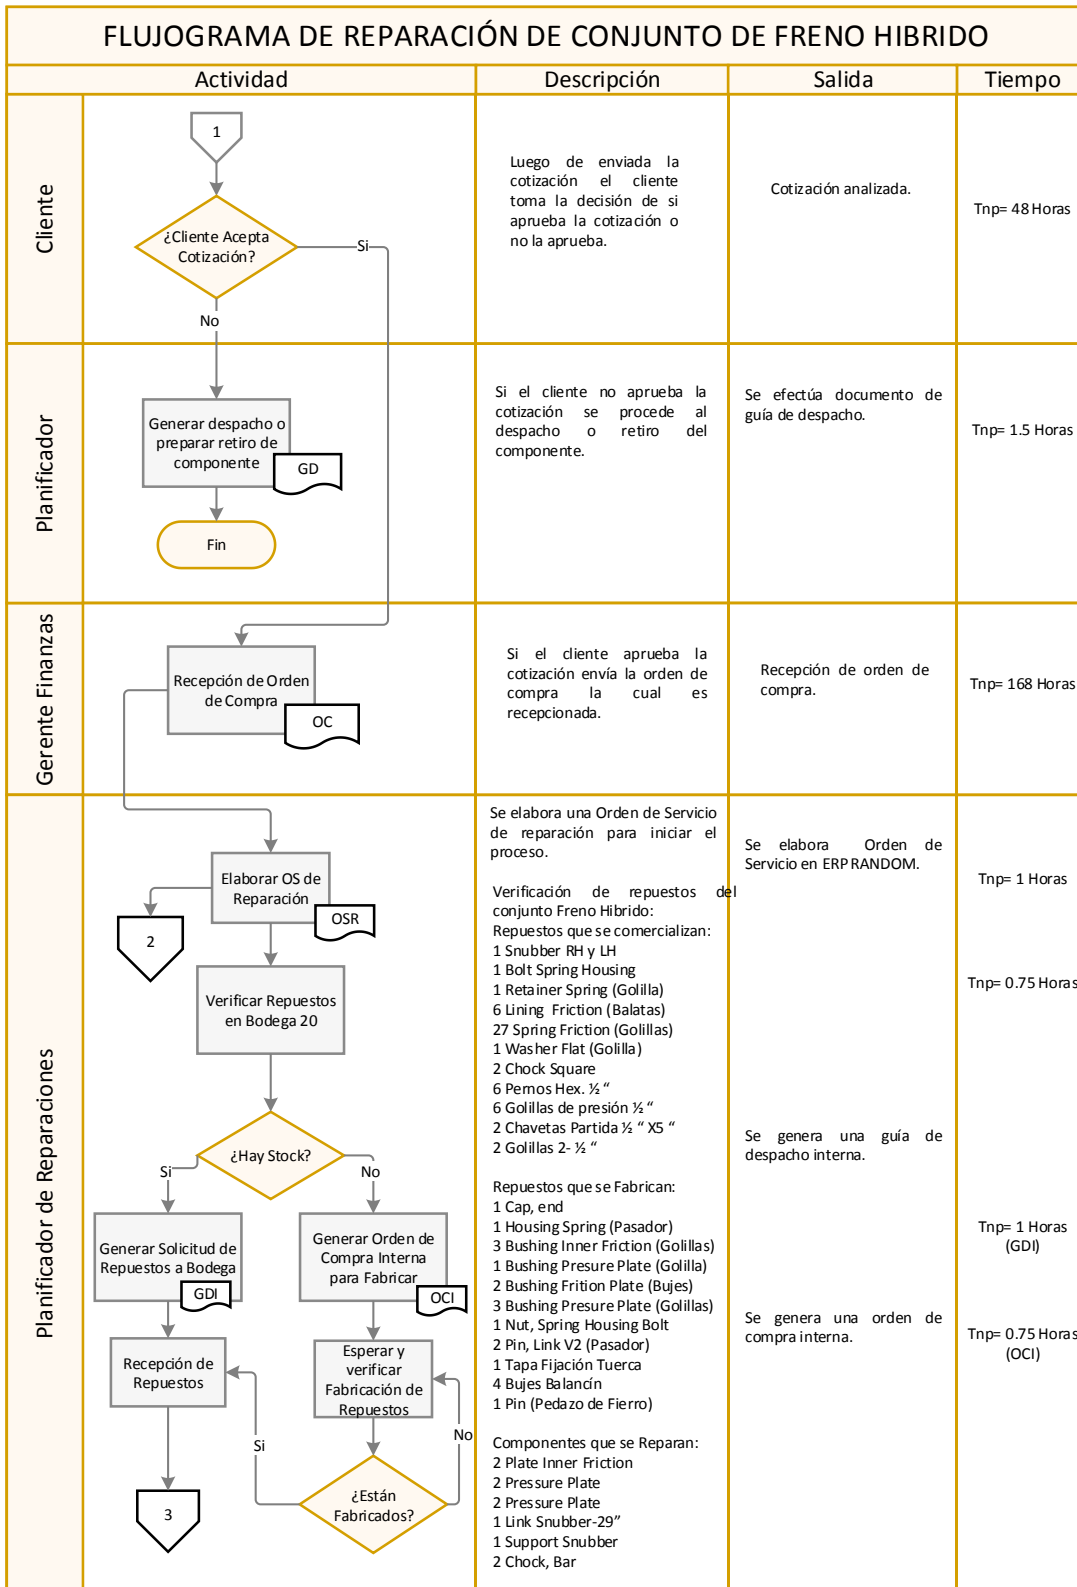 FLUJOGRAMA DE REPARACIÓN DE CONJUNTO DE FRENO HIBRIDO
Actividad
Descripción
Salida
Tiempo
Cliente
1
¿Cliente Acepta
Cotización?
Si
No
Luego de enviada la
cotización el cliente
toma la decisión de si
aprueba la cotización o
no la aprueba.
Cotización analizada.
Tnp= 48 Horas
Planificador
Generar despacho o
preparar retiro de
componente
GD
Fin
Si el cliente no aprueba la
cotización se procede al
despacho o retiro del
componente.
Se efectúa documento de
guía de despacho.
Tnp= 1.5 Horas
Gerente Finanzas
Recepción de Orden
de Compra
OC
Si el cliente aprueba la
cotización envía la orden de
compra la cual es
recepcionada.
Recepción de orden de
compra.
Tnp= 168 Horas
Planificador de Reparaciones
Elaborar OS de
Reparación
OSR
2
Verificar Repuestos
en Bodega 20
¿Hay Stock?
Si
No
Generar Solicitud de
Repuestos a Bodega
GDI
Generar Orden de
Compra Interna
para Fabricar
OCI
Recepción de
Repuestos
Esperar y
verificar
Fabricación de
Repuestos
No
Si
¿Están
Fabricados?
3
Se elabora una Orden de Servicio
de reparación para iniciar el
proceso.
Verificación de repuestos del
conjunto Freno Hibrido:
Repuestos que se comercializan:
1 Snubber RH y LH
1 Bolt Spring Housing
1 Retainer Spring (Golilla)
6 Lining Friction (Balatas)
27 Spring Friction (Golillas)
1 Washer Flat (Golilla)
2 Chock Square
6 Pernos Hex. ½ “
6 Golillas de presión ½ “
2 Chavetas Partida ½ “ X5 “
2 Golillas 2- ½ “
Repuestos que se Fabrican:
1 Cap, end
1 Housing Spring (Pasador)
3 Bushing Inner Friction (Golillas)
1 Bushing Presure Plate (Golilla)
2 Bushing Frition Plate (Bujes)
3 Bushing Presure Plate (Golillas)
1 Nut, Spring Housing Bolt
2 Pin, Link V2 (Pasador)
1 Tapa Fijación Tuerca
4 Bujes Balancín
1 Pin (Pedazo de Fierro)
Componentes que se Reparan:
2 Plate Inner Friction
2 Pressure Plate
2 Pressure Plate
1 Link Snubber-29”
1 Support Snubber
2 Chock, Bar
Se elabora Orden de
Servicio en ERP RANDOM.
Se genera una guía de
despacho interna.
Se genera una orden de
compra interna.
Tnp= 1 Horas
Tnp= 0.75 Horas
Tnp= 1 Horas
(GDI)
Tnp= 0.75 Horas
(OCI)